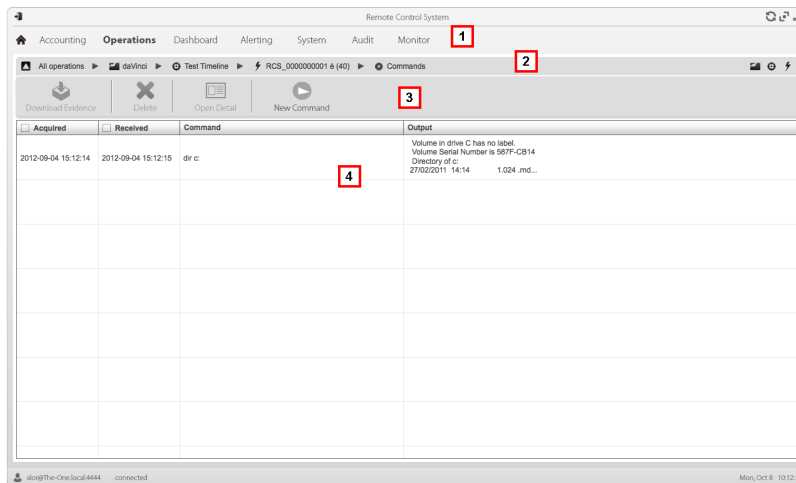 Remote Control System
Accounting Operations Dashboard Alerting System Audit Monitor 1
All operations daVinci Test Timeline RCS_0000000001 è (40) Commands 2
Download Evidence Delete Open Detail New Command 3
Acquired Received Command Output
Volume in drive C has no label.
Volume Serial Number is 587F-CB14
2012-09-04 15:12:14 2012-09-04 15:12:15 dir c: Directory of c:
27/02/2011 14:14 1.024 .rnd...
4
alor@The-One.local:4444 connected Mon, Oct 8 10:12: